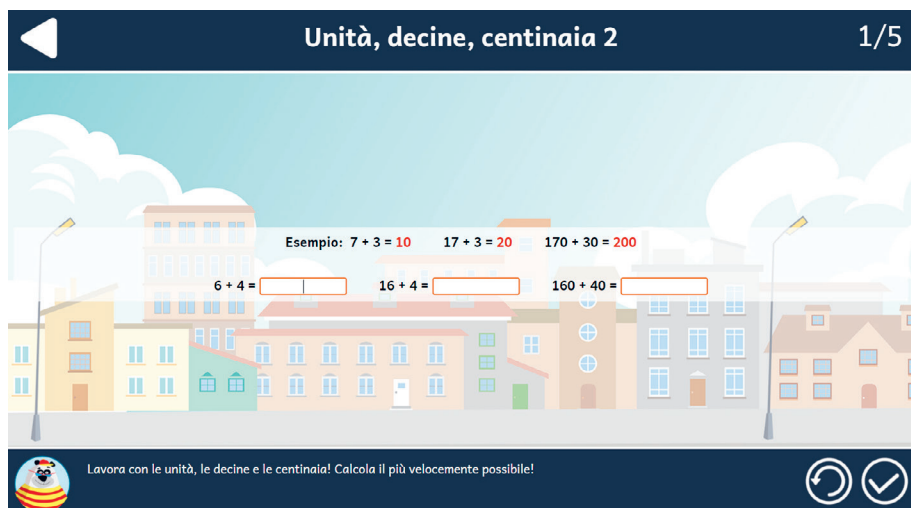 Unità, decine, centinaia 2
1/5
Esempio: 7 + 3 = 10 17 + 3 = 20 170 + 30 = 200
6 + 4 = 16 + 4 = 160 + 40 =
Lavora con le unità, le decine e le centinaia! Calcola il più velocemente possibile!